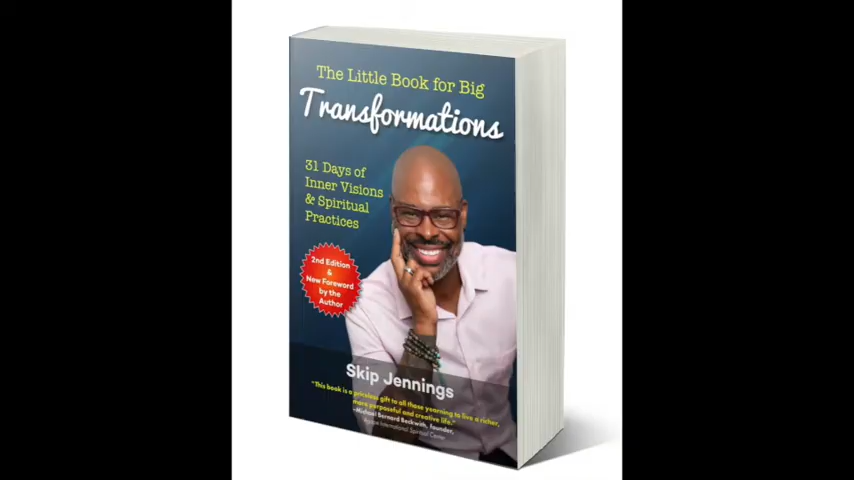 The Little Book for Big
Transformations
31 Days of
Inner Visions
& Spiritual
Practices
2nd Edition
&
New Foreword
by the
Author
Skip Jennings
"This book is a priceless gift to all those yearning to live a richer,
more purposeful and creative life."
–Michael Bernard Beckwith, founder,
Agape International Spiritual Center